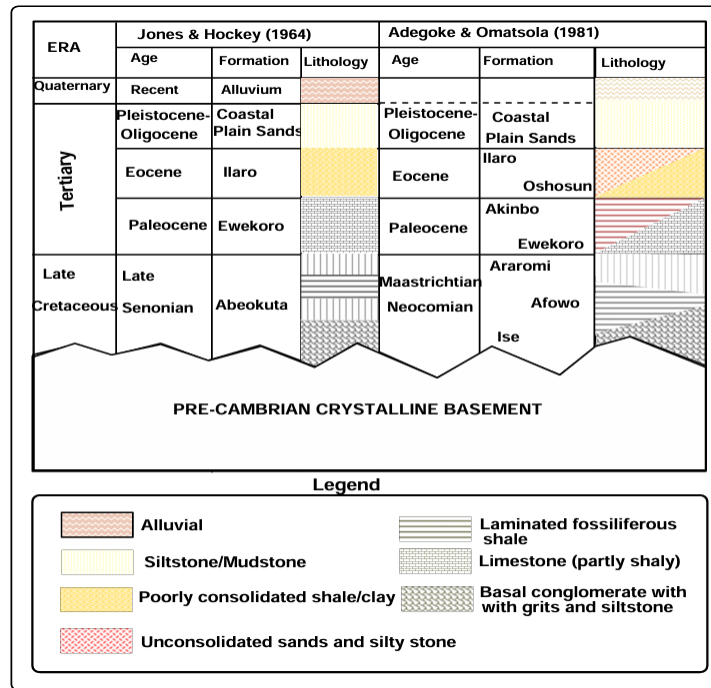 ERA
Jones & Hockey (1964)
Adegoke & Omatsola (1981)
Age
Formation
Lithology
Age
Formation
Lithology
Quaternary
Recent
Alluvium
Tertiary
Pleistocene-
Oligocene
Coastal
Plain Sands
Pleistocene-
Oligocene
Coastal
Plain Sands
Eocene
Ilaro
Eocene
Ilaro
Oshosun
Paleocene
Ewekoro
Paleocene
Akinbo
Ewekoro
Late
Cretaceous
Late
Senonian
Abeokuta
Maastrichtian
Neocomian
Araromi
Afowo
Ise
PRE-CAMBRIAN CRYSTALLINE BASEMENT
Legend
Alluvial
Siltstone/Mudstone
Poorly consolidated shale/clay
Unconsolidated sands and silty stone
Laminated fossiliferous
shale
Limestone (partly shaly)
Basal conglomerate with
with grits and siltstone